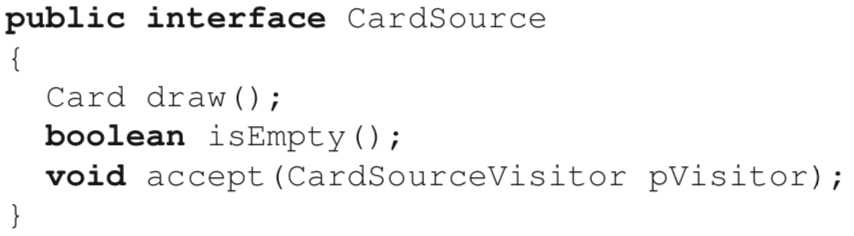 public interface CardSource
{
  Card draw();
  boolean isEmpty();
  void accept(CardSourceVisitor pVisitor);
}